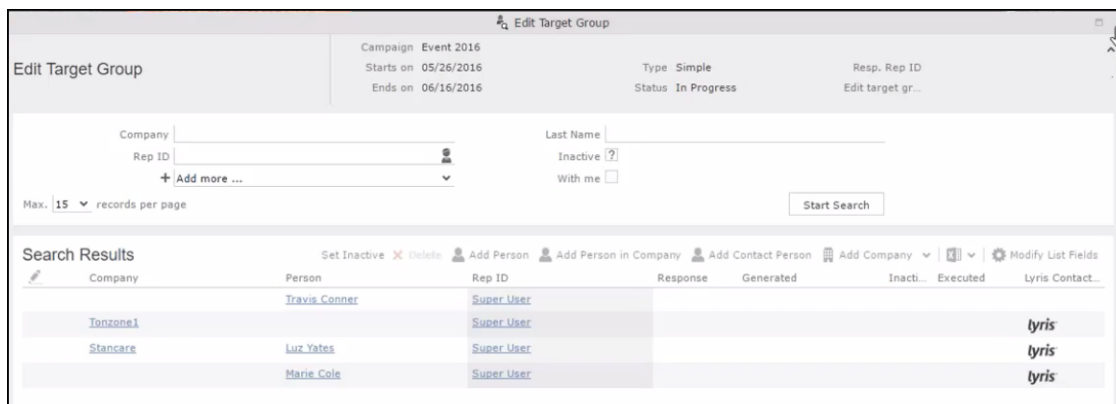 Edit Target Group
Campaign Event 2016
Edit Target Group
Starts on 05/26/2016 Type Simple Resp. Rep ID
Ends on 06/16/2016 Status In Progress Edit target gr...
Company Last Name
Rep ID Inactive ?
+ Add more ... With me
Max. 15 records per page Start Search
Search Results Set Inactive Delete Add Person Add Person in Company Add Contact Person Add Company Modify List Fields
Company Person Rep ID Response Generated Inacti... Executed Lyris Contact...
Travis Conner Super User
Tonzone1 Super User lyris
Stancare Luz Yates Super User lyris
Marie Cole Super User lyris